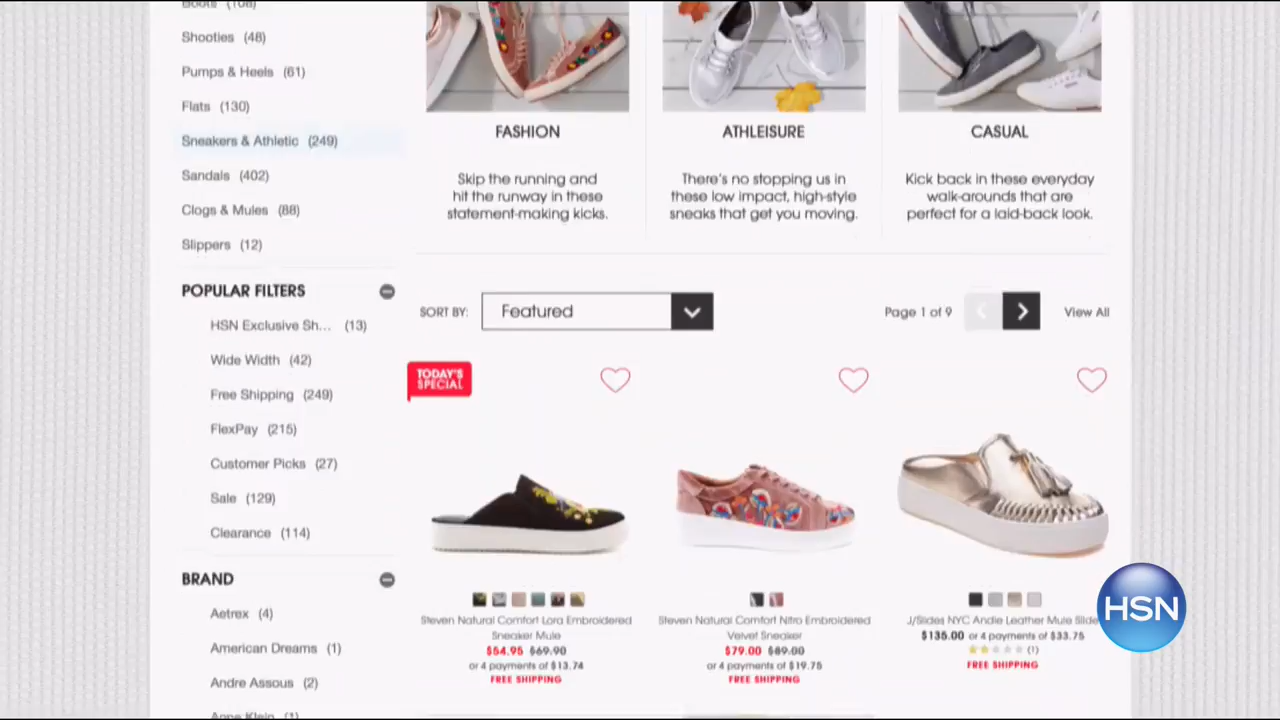 Boots (108)
Shooties (48)
Pumps & Heels (61)
Flats (130)
Sneakers & Athletic (249)
Sandals (402)
Clogs & Mules (88)
Slippers (12)
POPULAR FILTERS
HSN Exclusive Sh... (13)
Wide Width (42)
Free Shipping (249)
FlexPay (215)
Customer Picks (27)
Sale (129)
Clearance (114)
BRAND
Aetrex (4)
American Dreams (1)
Andre Assous (2)
Anne Klein (1)
FASHION
Skip the running and
hit the runway in these
statement-making kicks.
ATHLEISURE
There's no stopping us in
these low impact, high-style
sneaks that get you moving.
CASUAL
Kick back in these everyday
walk-arounds that are
perfect for a laid-back look.
SORT BY: Featured
Page 1 of 9 View All
TODAY'S
SPECIAL
Steven Natural Comfort Lora Embroidered
Sneaker Mule
$54.95 $69.90
or 4 payments of $13.74
FREE SHIPPING
Steven Natural Comfort Nitro Embroidered
Velvet Sneaker
$79.00 $89.00
or 4 payments of $19.75
FREE SHIPPING
J/Slides NYC Andie Leather Mule Slide
$135.00 or 4 payments of $33.75
(1)
FREE SHIPPING
HSN